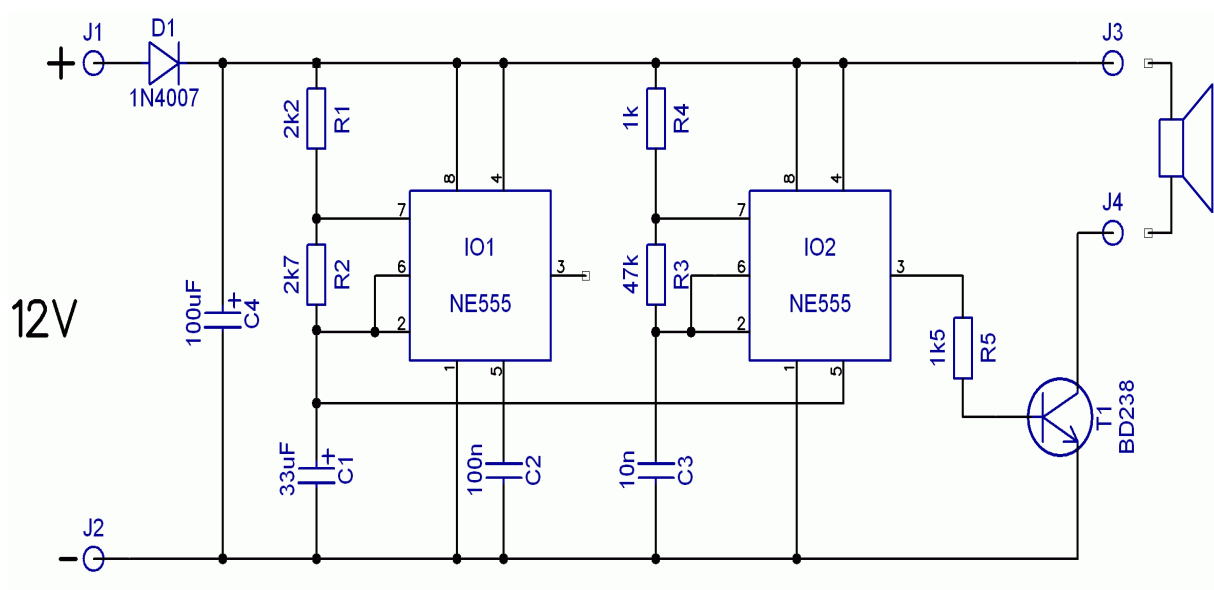 +
J1
D1
1N4007
J3
2k2
R1
1k
R4
8
4
8
4
7
IO1
NE555
6
2
3
1
5
7
IO2
NE555
6
2
3
1
5
J4
2k7
R2
47k
R3
12V
100uF
+
C4
1k5
R5
T1
BD238
33uF
+
C1
100n
C2
10n
C3
J2
-